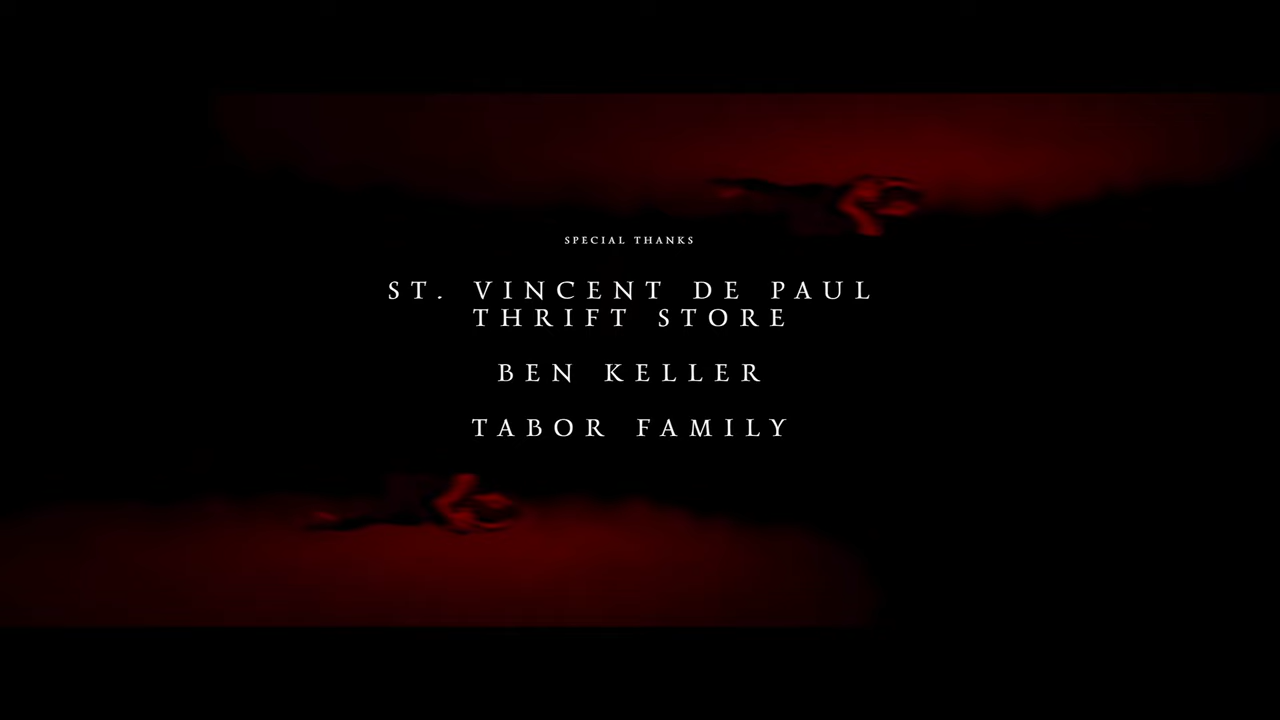 SPECIAL THANKS
ST. VINCENT DE PAUL
THRIFT STORE
BEN KELLER
TABOR FAMILY